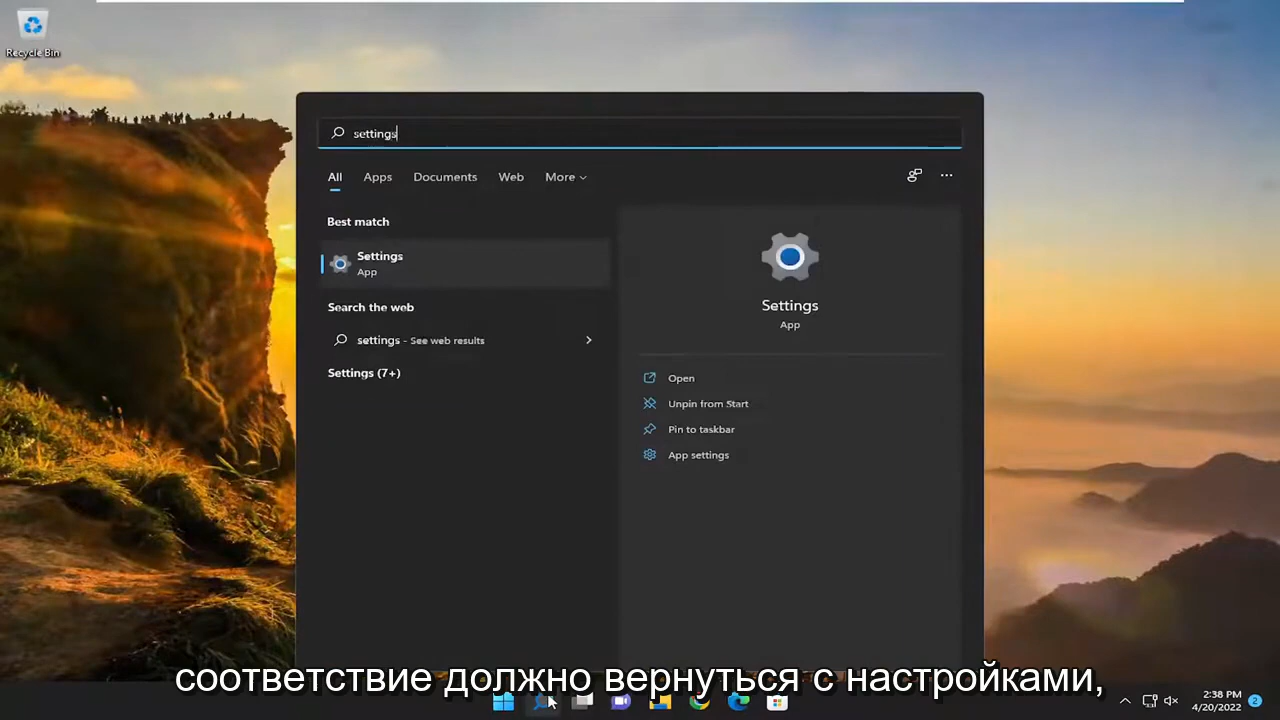 Recycle Bin
settings
All Apps Documents Web More
Best match
Settings
App
Search the web
settings - See web results
Settings (7+)
Settings
App
Open
Unpin from Start
Pin to taskbar
App settings
соответствие должно вернуться с настройками,
2:38 PM
4/20/2022
2